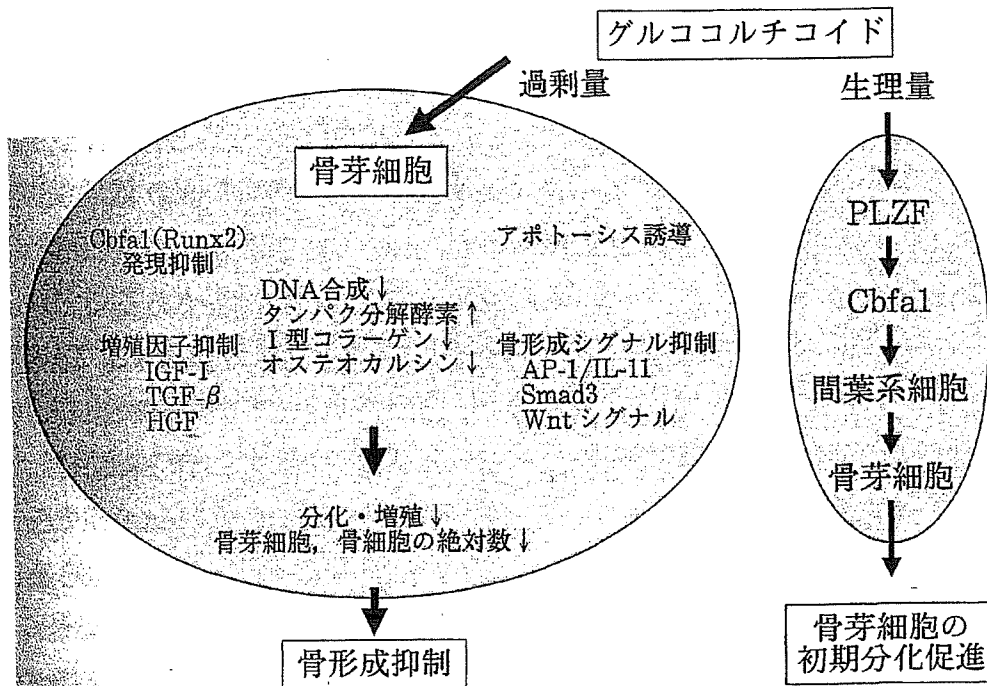 グルココルチコイド
過剰量
骨芽細胞
Cbfa1(Runx2)
発現抑制
増殖因子抑制
IGF-I
TGF-β
HGF
DNA合成↓
タンパク分解酵素↑
I型コラーゲン↓
オステオカルシン↓
アポトーシス誘導
骨形成シグナル抑制
AP-1/IL-11
Smad3
Wntシグナル
分化・増殖↓
骨芽細胞，骨細胞の絶対数↓
骨形成抑制
生理量
PLZF
Cbfa1
間葉系細胞
骨芽細胞
骨芽細胞の
初期分化促進